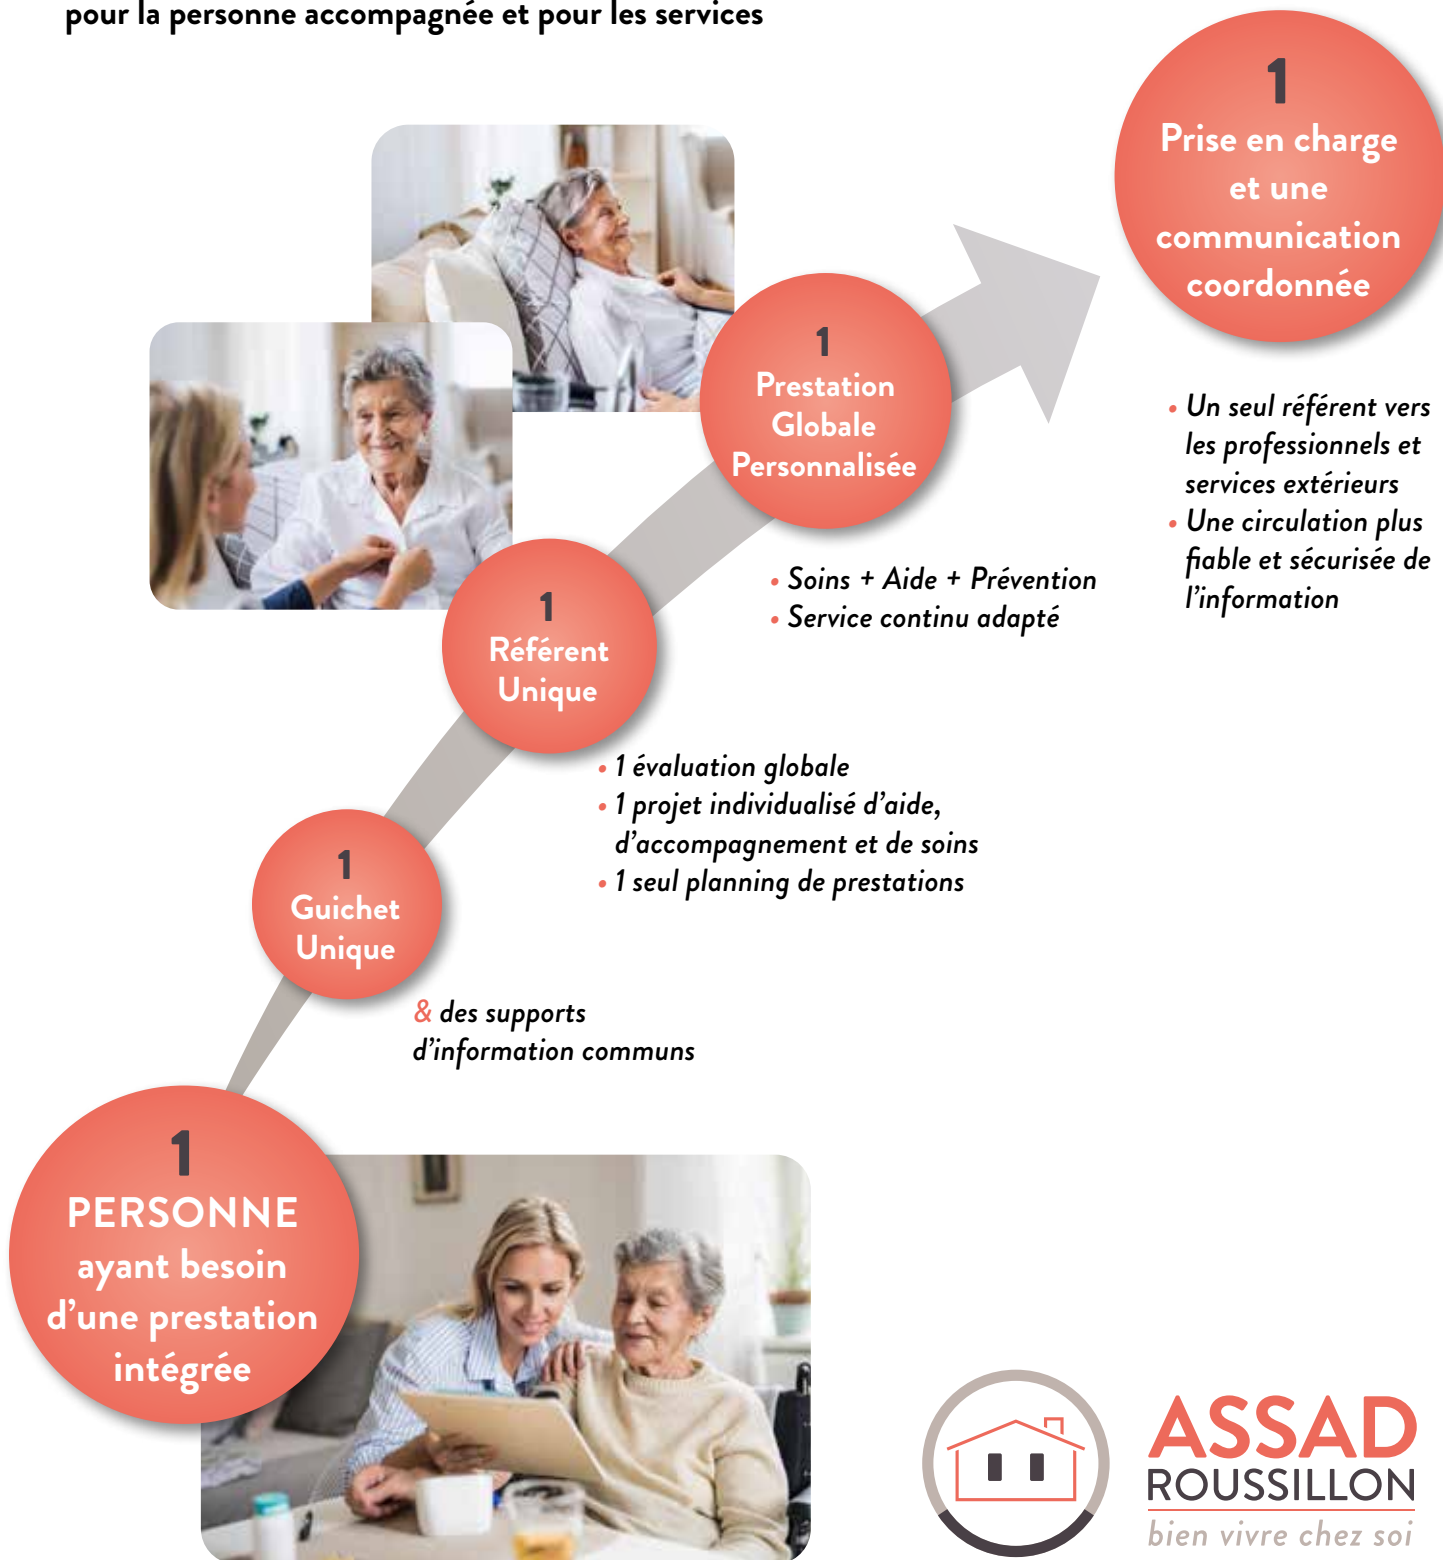 pour la personne accompagnée et pour les services
1
Prise en charge
et une
communication
coordonnée
• Un seul référent vers
les professionnels et
services extérieurs
• Une circulation plus
fiable et sécurisée de
l’information
1
Prestation
Globale
Personnalisée
• Soins + Aide + Prévention
• Service continu adapté
1
Référent
Unique
• 1 évaluation globale
• 1 projet individualisé d’aide,
d’accompagnement et de soins
• 1 seul planning de prestations
1
Guichet
Unique
& des supports
d’information communs
1
PERSONNE
ayant besoin
d’une prestation
intégrée
ASSAD
ROUSSILLON
bien vivre chez soi